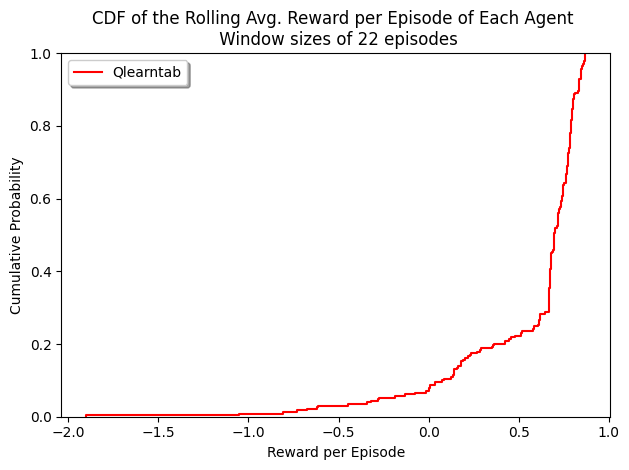 CDF of the Rolling Avg. Reward per Episode of Each Agent
Window sizes of 22 episodes
Qlearntab
1.0
0.8
0.6
0.4
0.2
0.0
Cumulative Probability
−2.0 −1.5 −1.0 −0.5 0.0 0.5 1.0
Reward per Episode